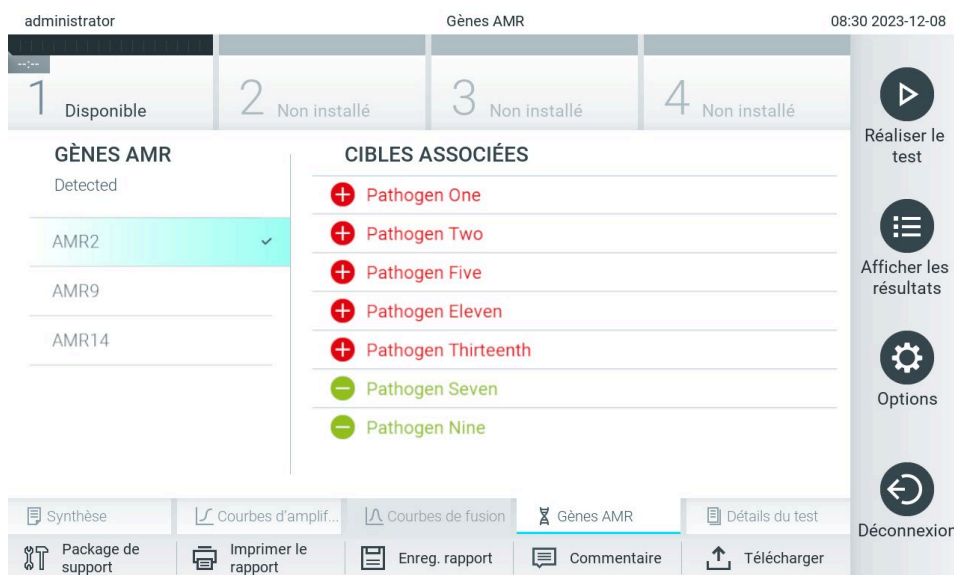 administrator
Gènes AMR
08:30 2023-12-08
--:--
1 Disponible
2 Non installé
3 Non installé
4 Non installé
GÈNES AMR
Detected
AMR2
AMR9
AMR14
CIBLES ASSOCIÉES
Pathogen One
Pathogen Two
Pathogen Five
Pathogen Eleven
Pathogen Thirteenth
Pathogen Seven
Pathogen Nine
Réaliser le
test
Afficher les
résultats
Options
Déconnexion
Synthèse
Courbes d'amplif...
Courbes de fusion
Gènes AMR
Détails du test
Package de
support
Imprimer le
rapport
Enreg. rapport
Commentaire
Télécharger